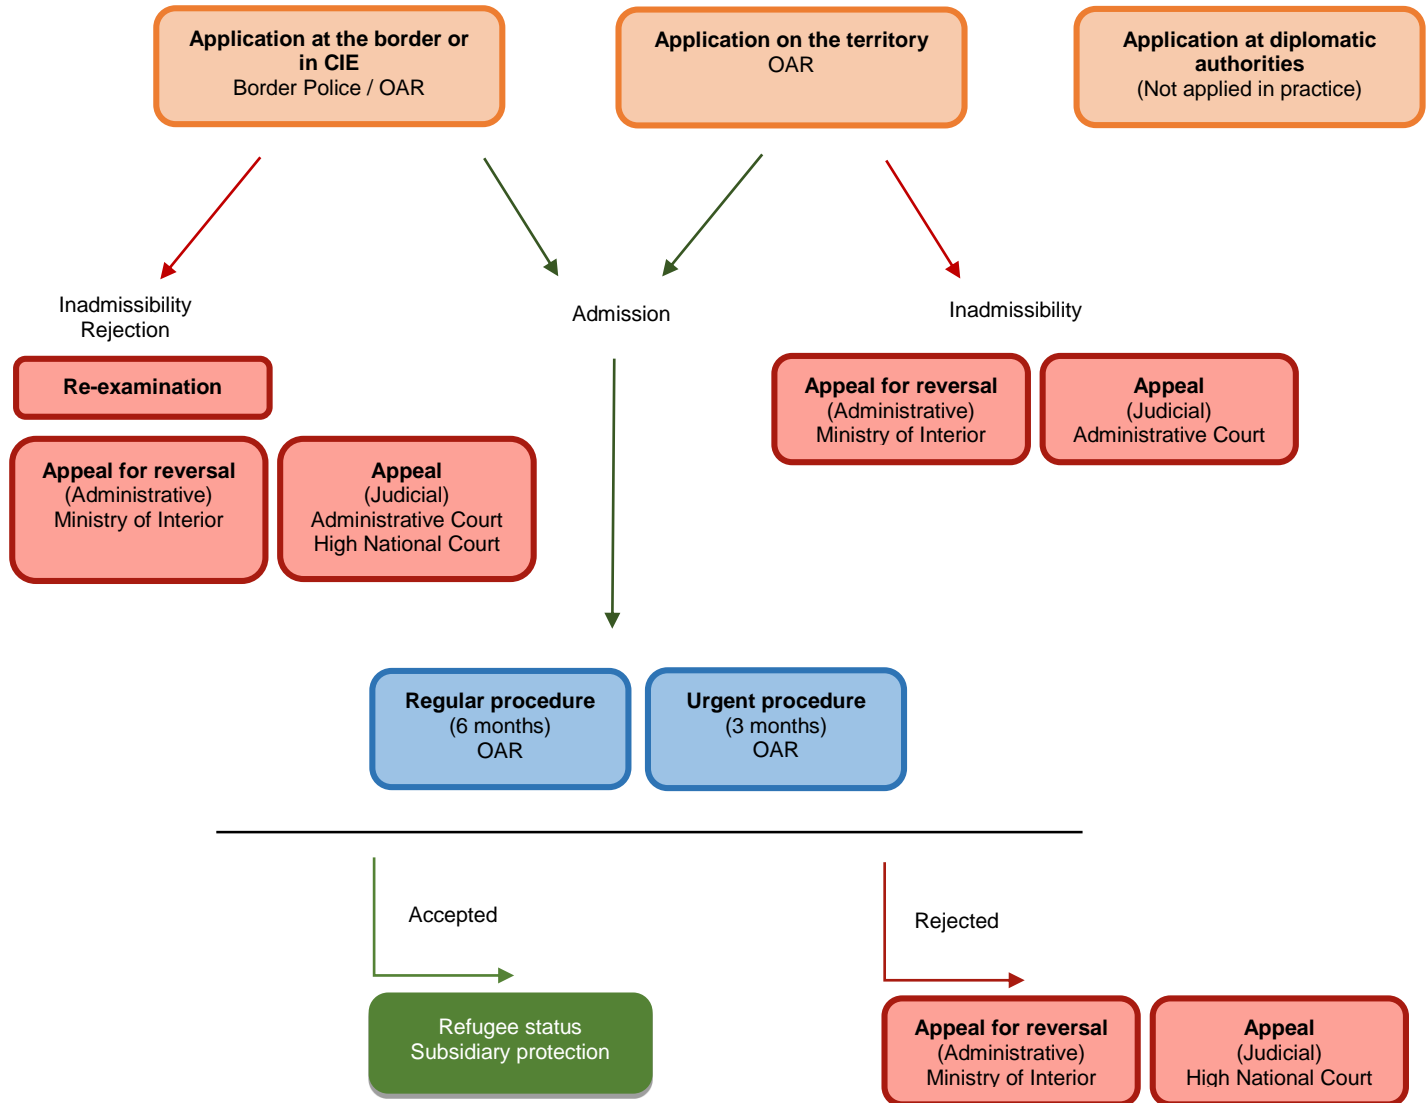 Application at the border or
in CIE
Border Police / OAR
Application on the territory
OAR
Application at diplomatic
authorities
(Not applied in practice)
Inadmissibility
Rejection
Admission
Inadmissibility
Re-examination
Appeal for reversal
(Administrative)
Ministry of Interior
Appeal
(Judicial)
Administrative Court
High National Court
Appeal for reversal
(Administrative)
Ministry of Interior
Appeal
(Judicial)
Administrative Court
Regular procedure
(6 months)
OAR
Urgent procedure
(3 months)
OAR
Accepted
Rejected
Refugee status
Subsidiary protection
Appeal for reversal
(Administrative)
Ministry of Interior
Appeal
(Judicial)
High National Court